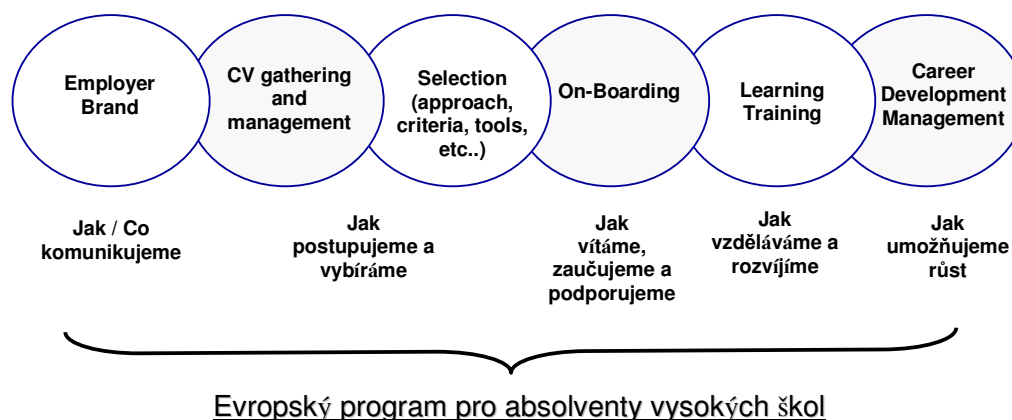 Employer
Brand
CV gathering
and
management
Selection
(approach,
criteria, tools,
etc..)
On-Boarding
Learning
Training
Career
Development
Management
Jak / Co
komunikujeme
Jak
postupujeme a
vybíráme
Jak
vítáme,
zaučujeme a
podporujeme
Jak
vzděláváme a
rozvíjíme
Jak
umožňujeme
růst
Evropský program pro absolventy vysokých škol